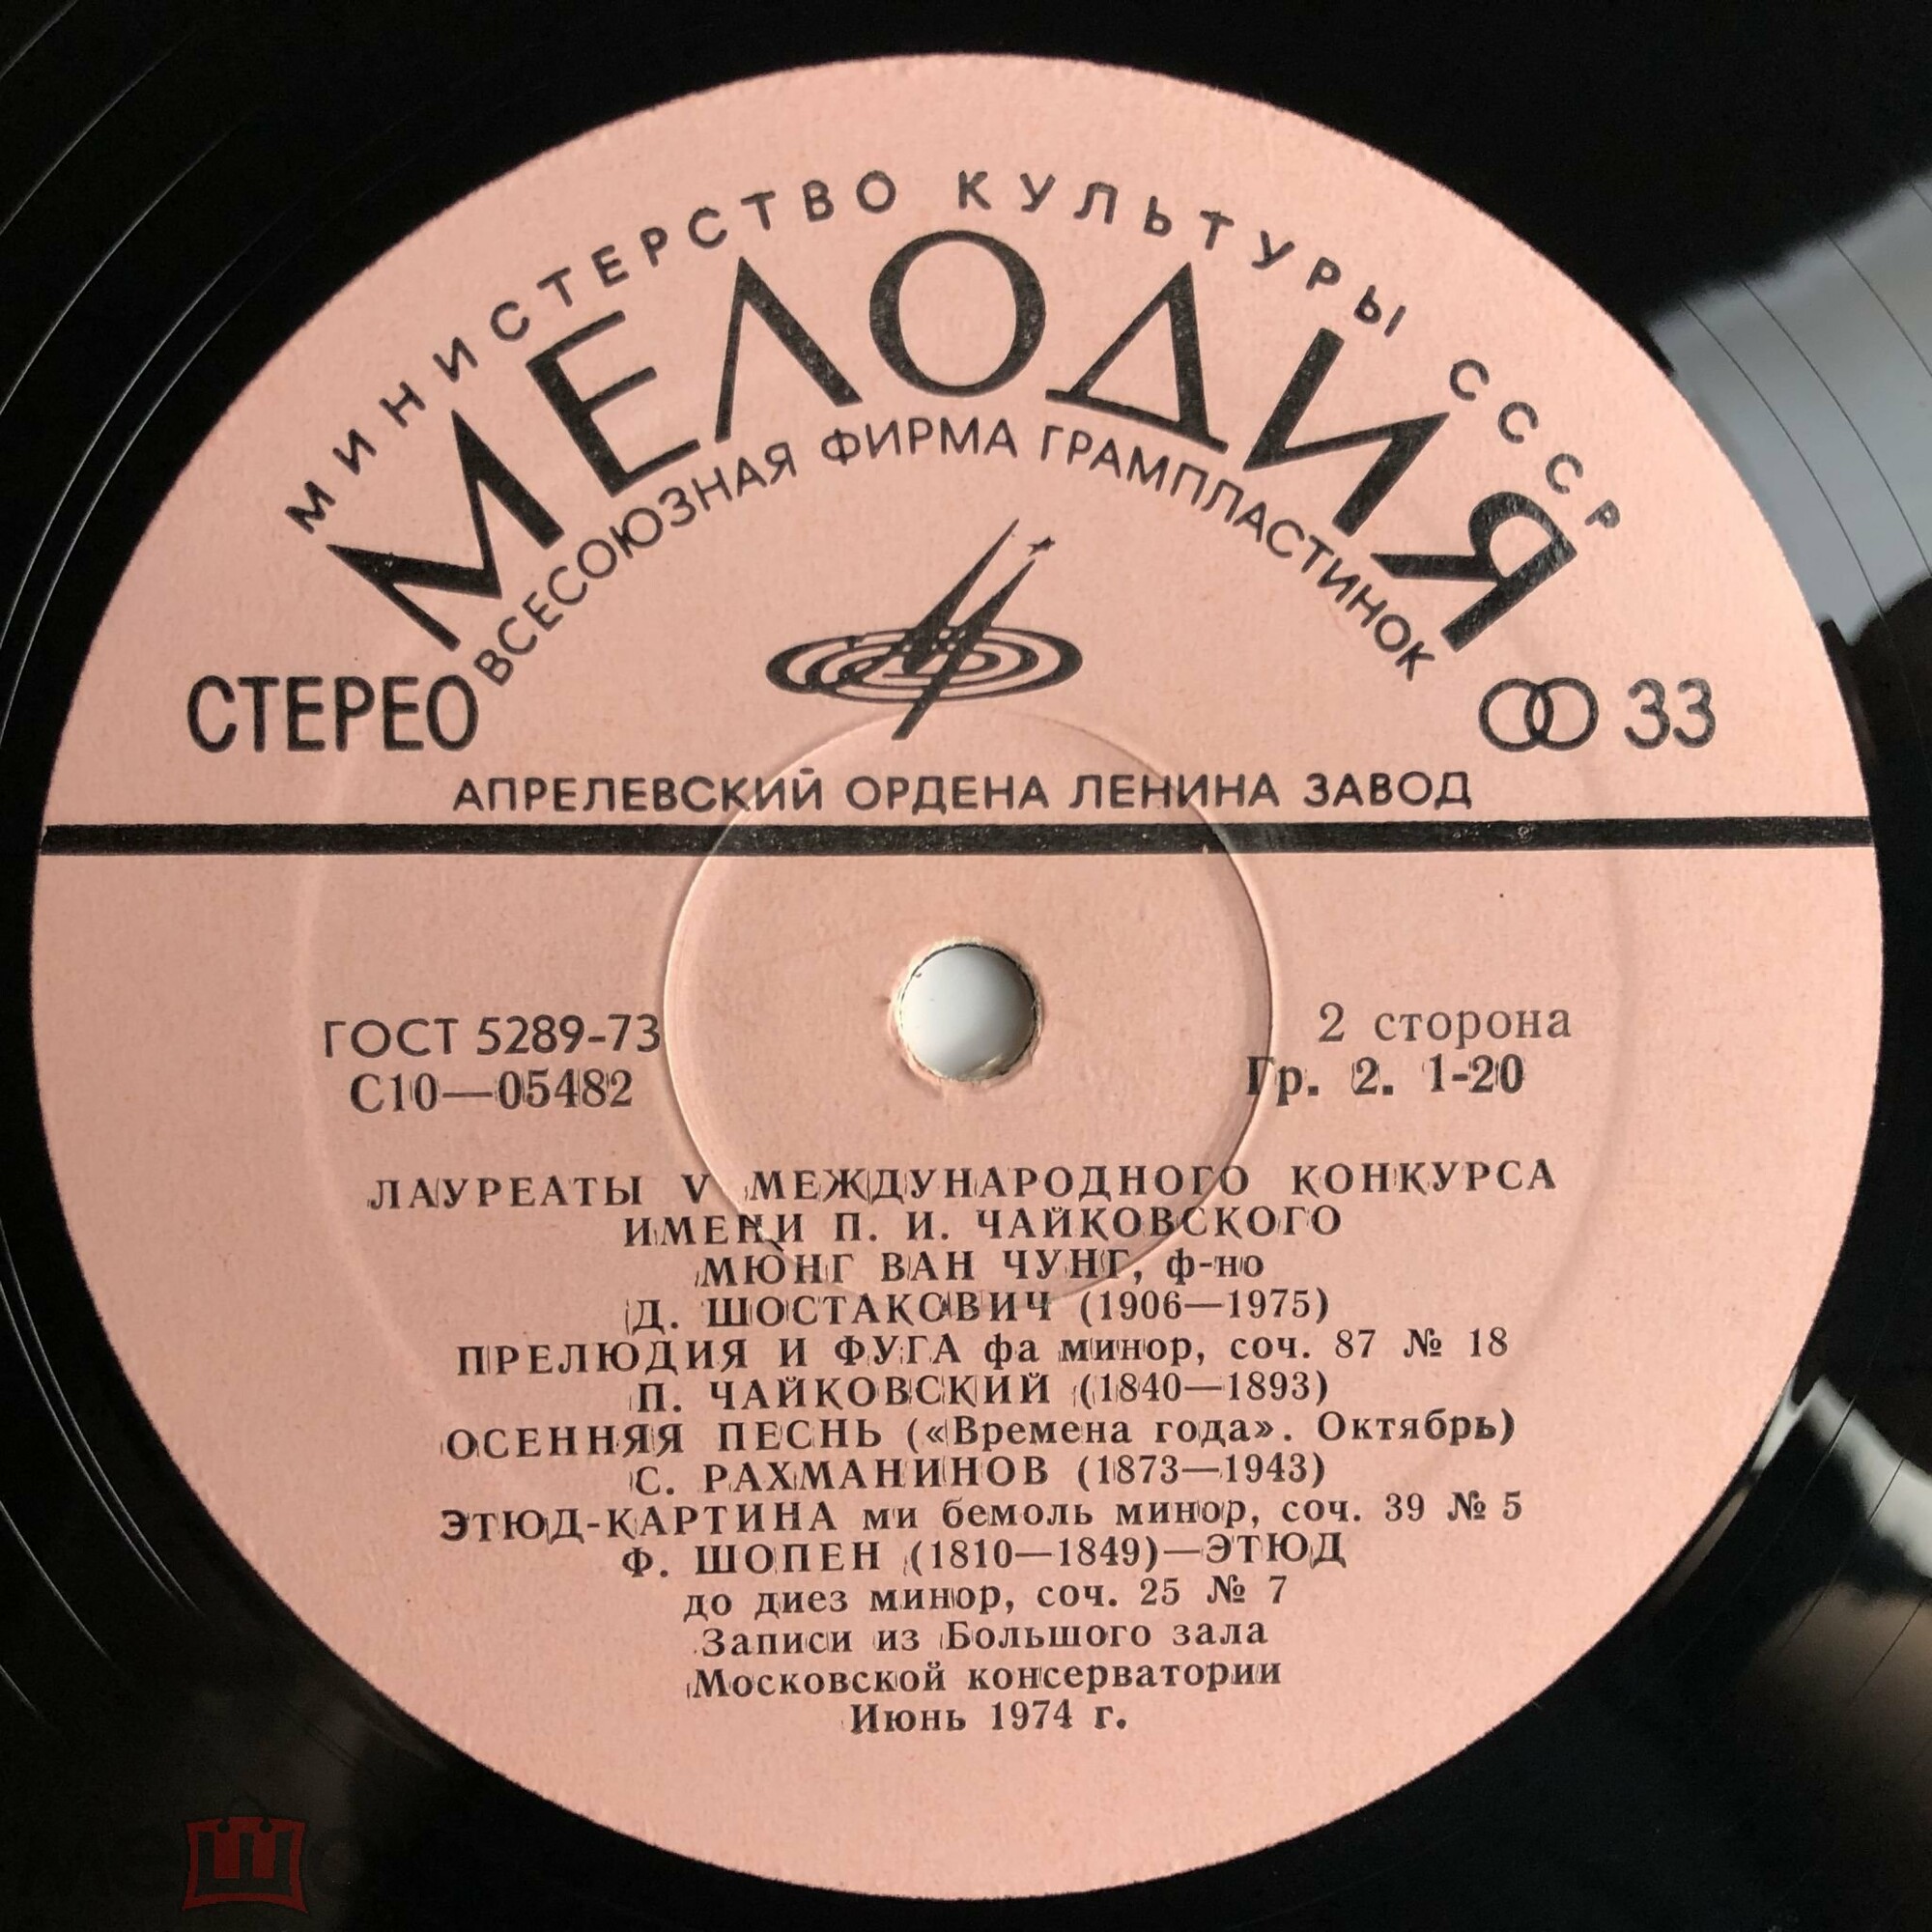 МИНИСТЕРСТВО КУЛЬТУРЫ СССР
МЕЛОДИЯ
ВСЕСОЮЗНАЯ ФИРМА ГРАМПЛАСТИНОК
СТЕРЕО
33
АПРЕЛЕВСКИЙ ОРДЕНА ЛЕНИНА ЗАВОД
ГОСТ 5289-73
С10—05482
2 сторона
Гр. 2. 1-20
ЛАУРЕАТЫ V МЕЖДУНАРОДНОГО КОНКУРСА
ИМЕНИ П. И. ЧАЙКОВСКОГО
МЮНГ ВАН ЧУНГ, ф-но
Д. ШОСТАКОВИЧ (1906—1975)
ПРЕЛЮДИЯ И ФУГА фа минор, соч. 87 № 18
П. ЧАЙКОВСКИЙ (1840—1893)
ОСЕННЯЯ ПЕСНЬ («Времена года». Октябрь)
С. РАХМАНИНОВ (1873—1943)
ЭТЮД-КАРТИНА ми бемоль минор, соч. 39 № 5
Ф. ШОПЕН (1810—1849)—ЭТЮД
до диез минор, соч. 25 № 7
Записи из Большого зала
Московской консерватории
Июнь 1974 г.